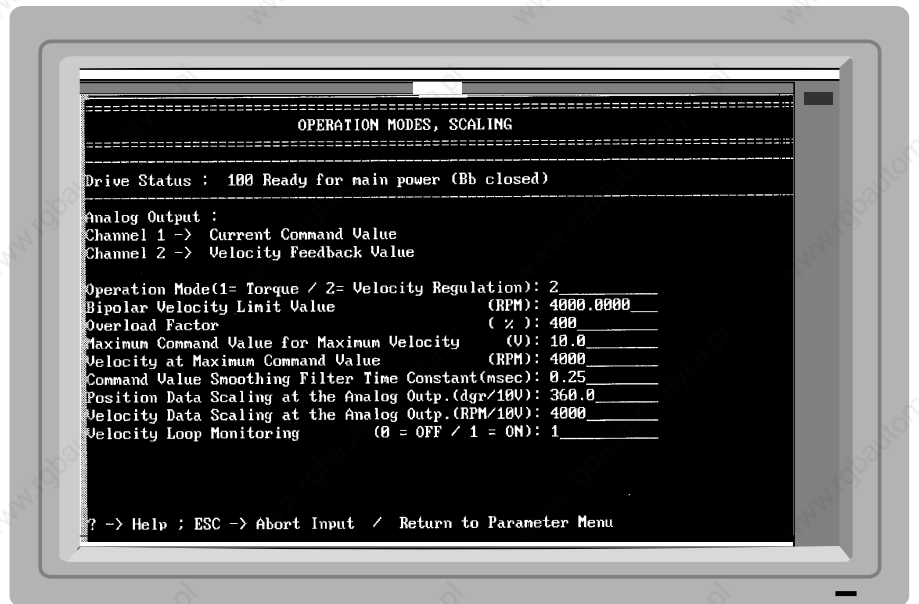 OPERATION MODES, SCALING
Drive Status : 100 Ready for main power (Bb closed)
Analog Output :
Channel 1 -> Current Command Value
Channel 2 -> Velocity Feedback Value
Operation Mode(1= Torque / 2= Velocity Regulation): 2
Bipolar Velocity Limit Value (RPM): 4000.0000
Overload Factor ( % ): 400
Maximum Command Value for Maximum Velocity (V): 10.0
Velocity at Maximum Command Value (RPM): 4000
Command Value Smoothing Filter Time Constant(msec): 0.25
Position Data Scaling at the Analog Outp.(dgr/10V): 360.0
Velocity Data Scaling at the Analog Outp.(RPM/10V): 4000
Velocity Loop Monitoring (0 = OFF / 1 = ON): 1
? -> Help ; ESC -> Abort Input / Return to Parameter Menu